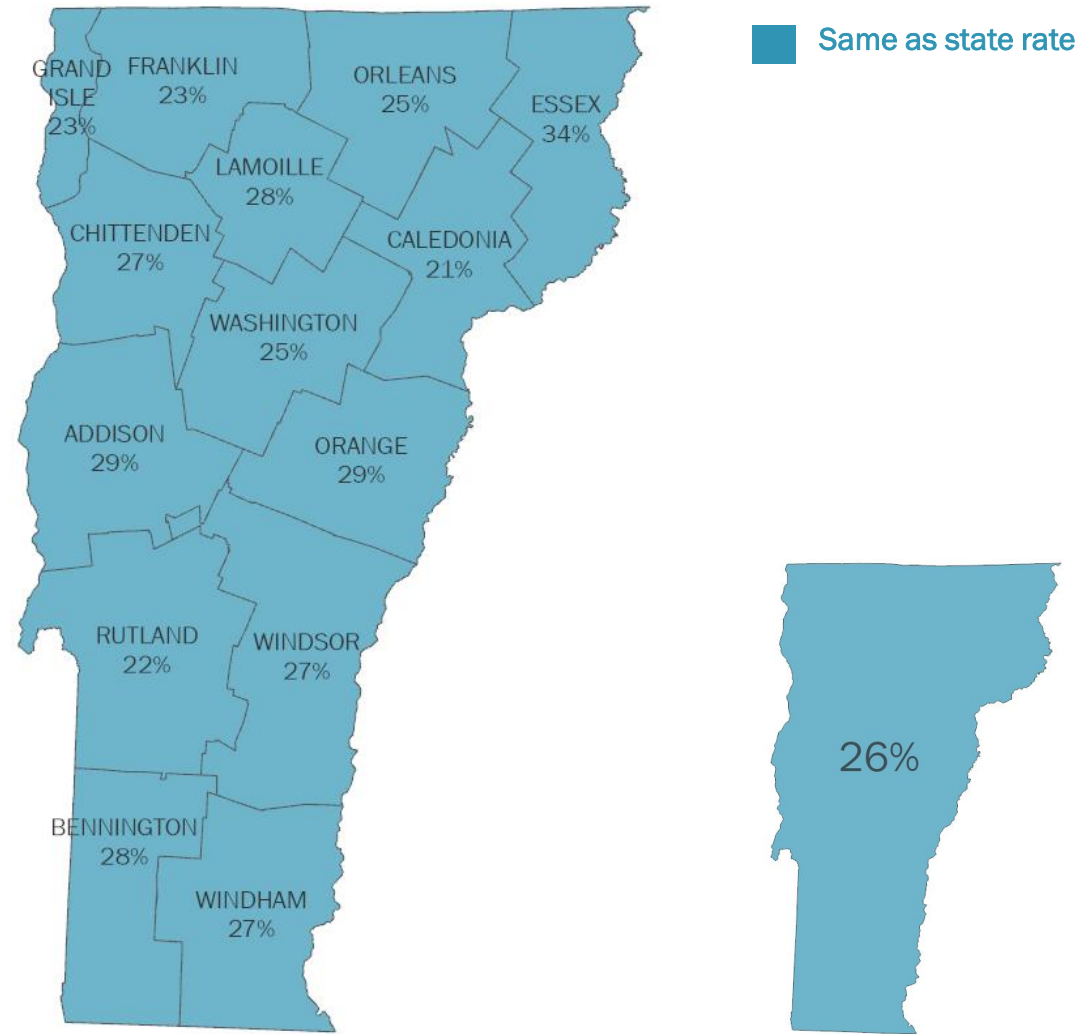 Same as state rate
GRAND
ISLE
23%
FRANKLIN
23%
ORLEANS
25%
ESSEX
34%
LAMOILLE
28%
CHITTENDEN
27%
CALEDONIA
21%
WASHINGTON
25%
ADDISON
29%
ORANGE
29%
RUTLAND
22%
WINDSOR
27%
26%
BENNINGTON
28%
WINDHAM
27%